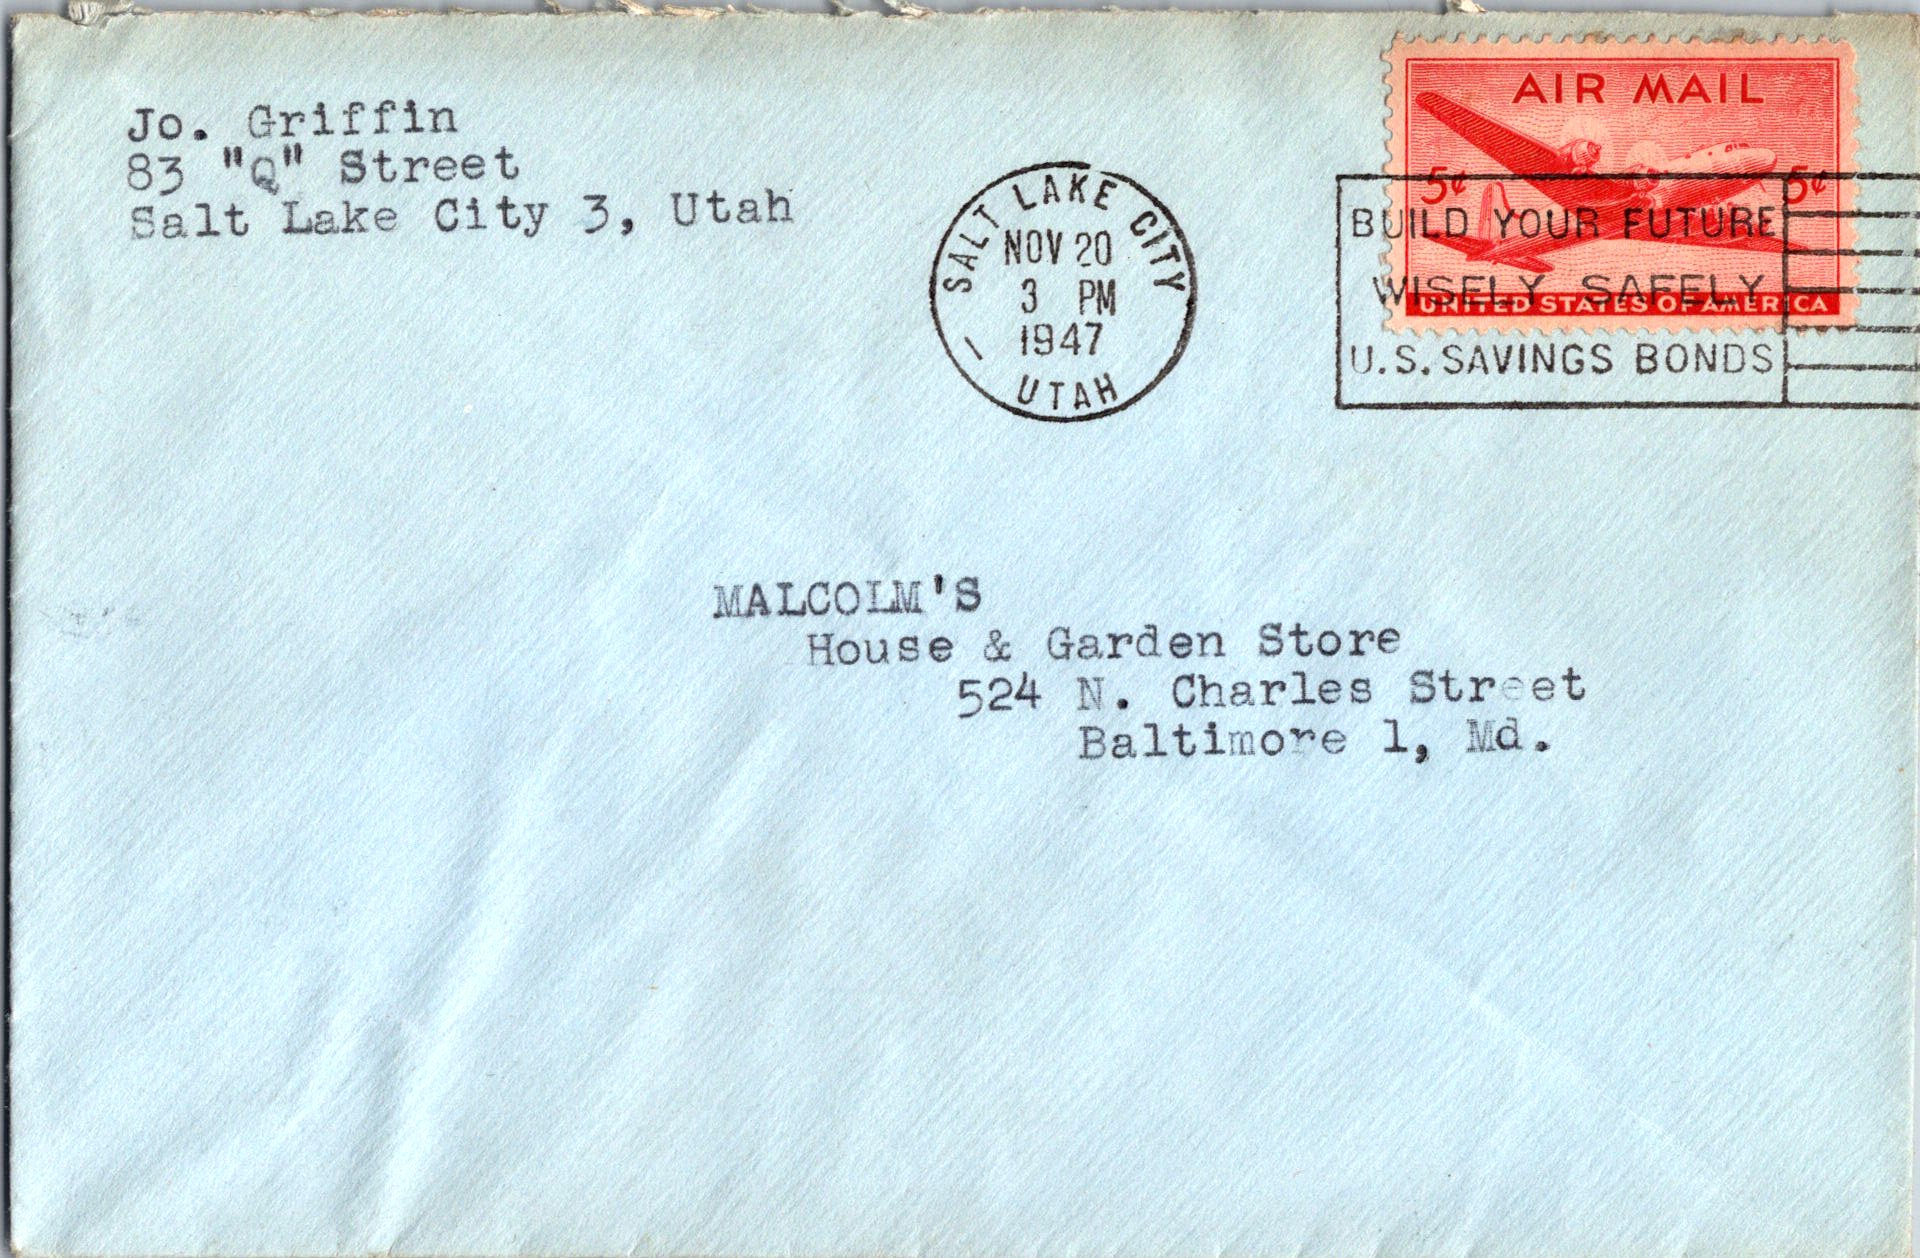 Jo. Griffin
83 "Q" Street
Salt Lake City 3, Utah
SALT LAKE CITY
NOV 20
3 PM
1947
1
UTAH
AIR MAIL
5¢ 5¢
UNITED STATES OF AMERICA
BUILD YOUR FUTURE
WISELY SAFELY
U.S. SAVINGS BONDS
MALCOLM'S
House & Garden Store
524 N. Charles Street
Baltimore 1, Md.